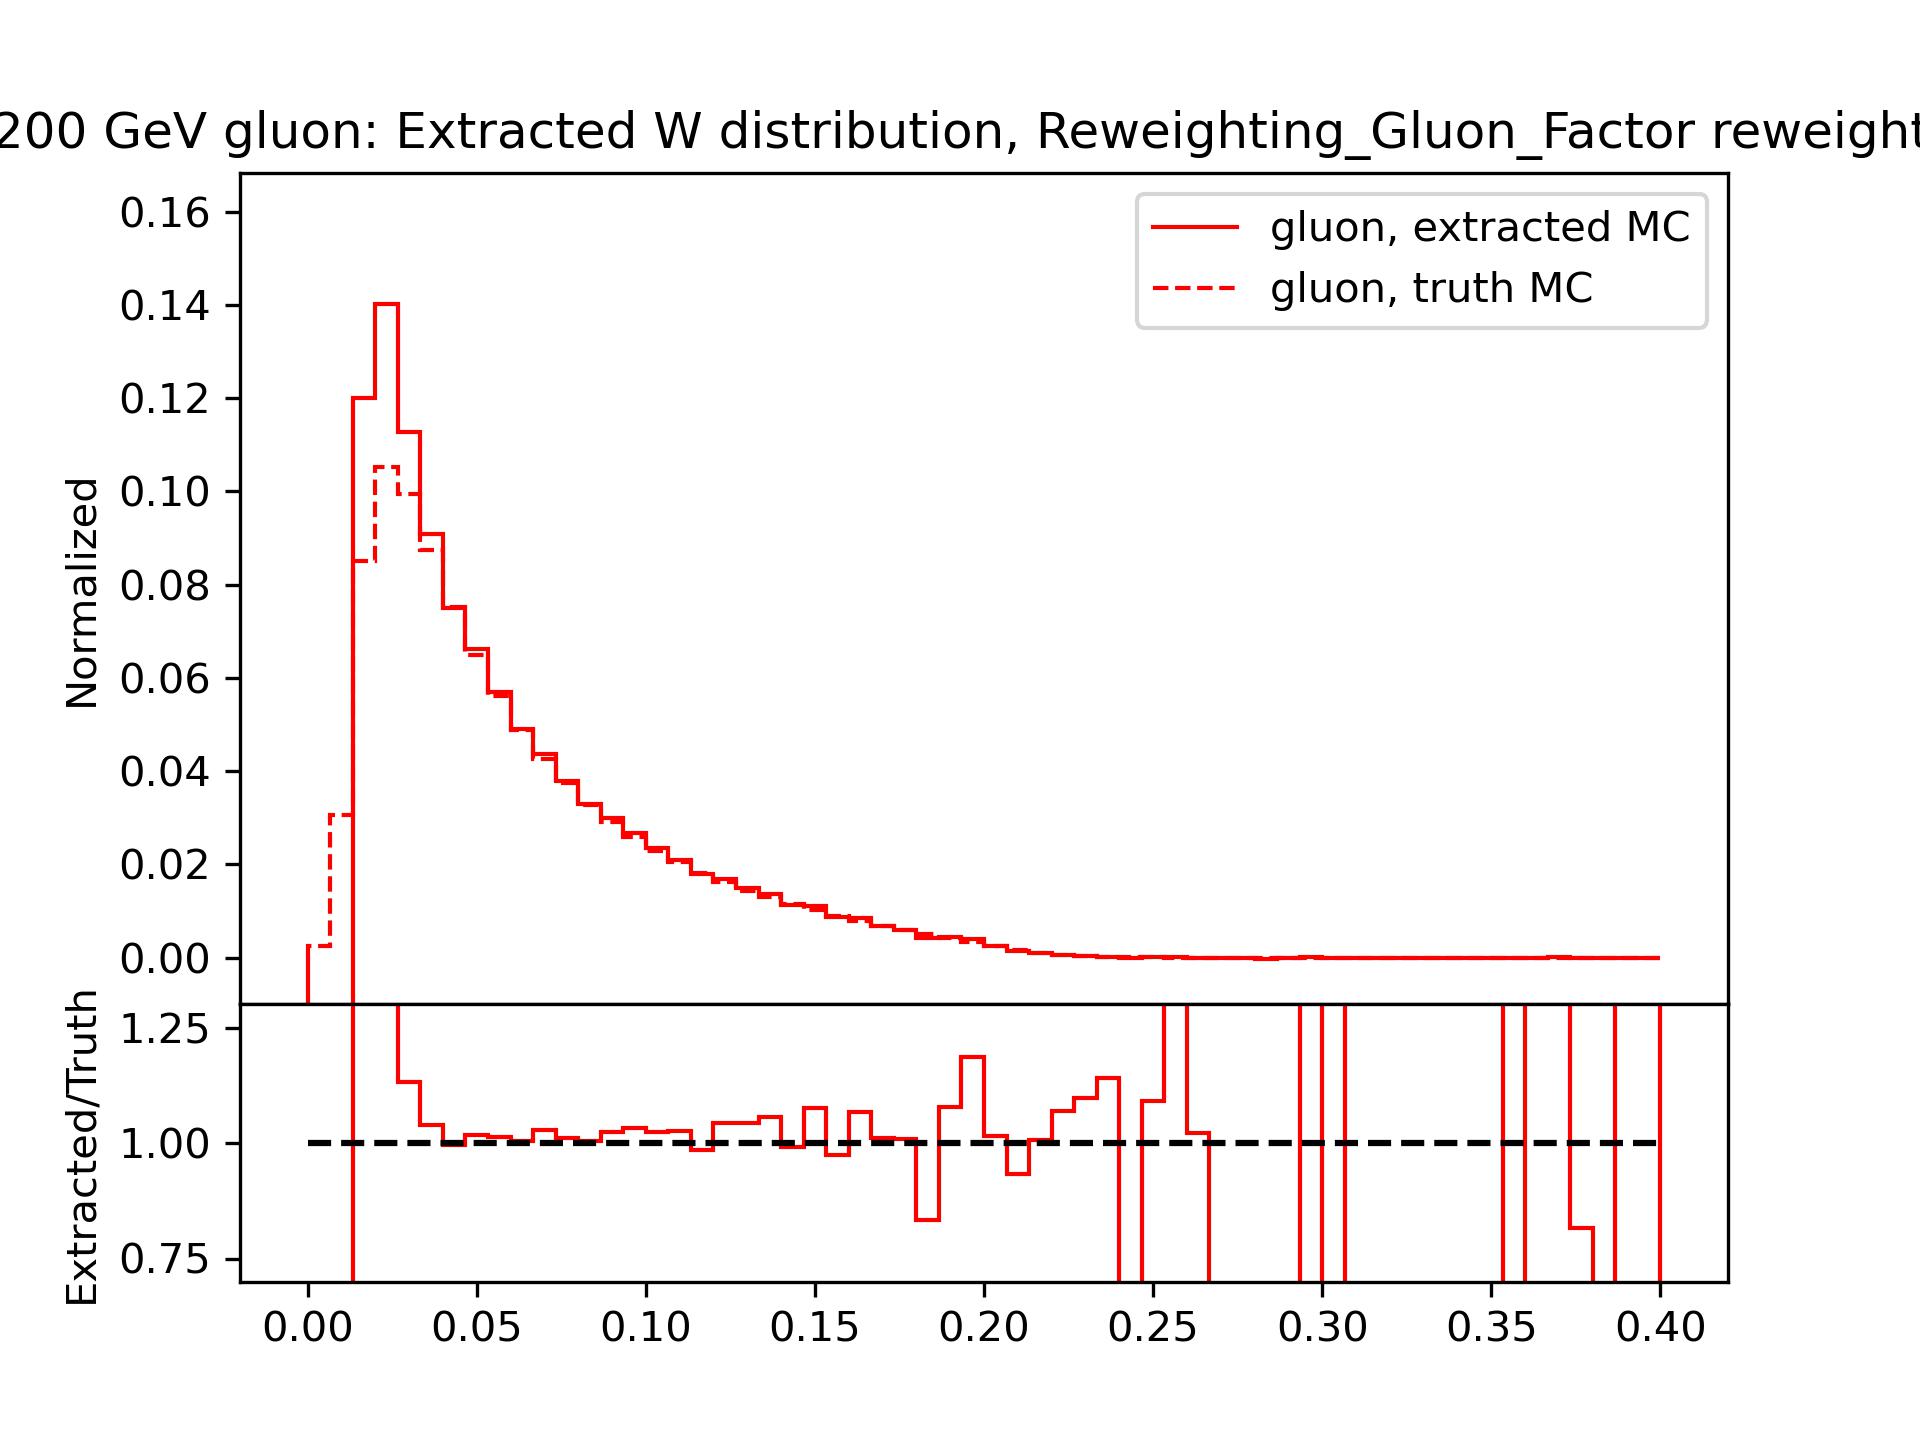 200 GeV gluon: Extracted W distribution, Reweighting_Gluon_Factor reweight
gluon, extracted MC
gluon, truth MC
Normalized
0.16
0.14
0.12
0.10
0.08
0.06
0.04
0.02
0.00
Extracted/Truth
1.25
1.00
0.75
0.00 0.05 0.10 0.15 0.20 0.25 0.30 0.35 0.40